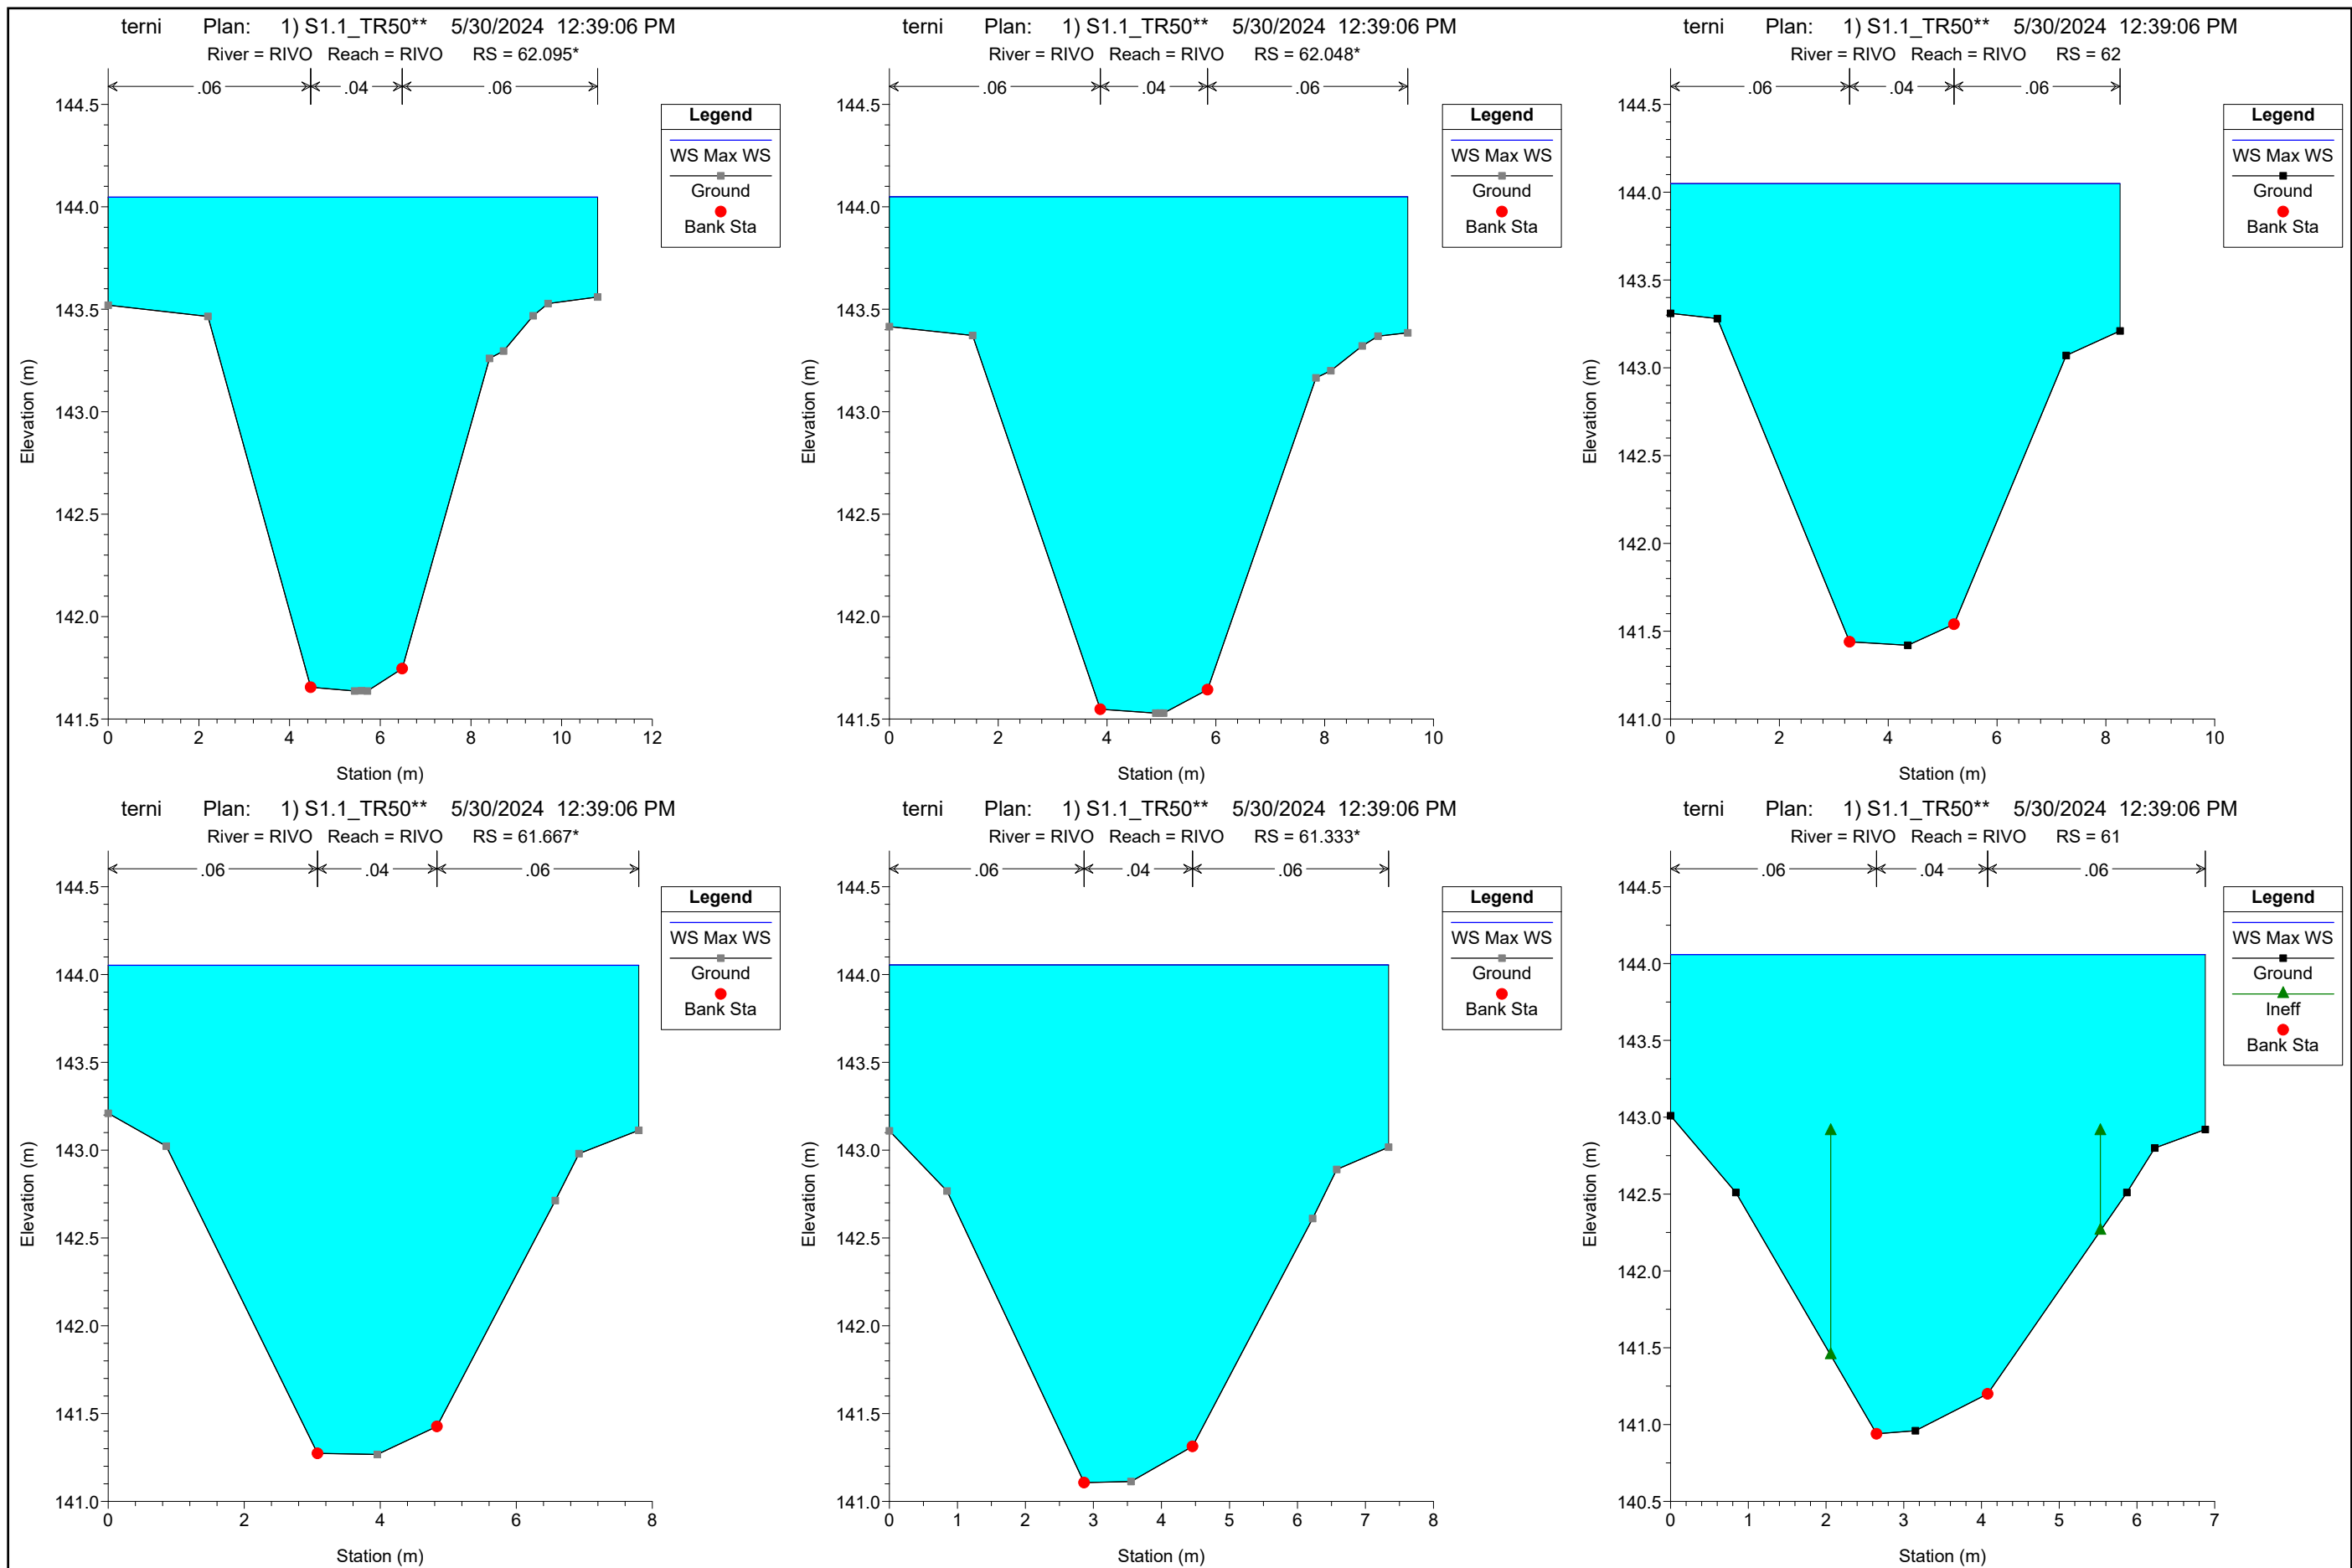 terni Plan: 1) S1.1_TR50** 5/30/2024 12:39:06 PM
River = RIVO Reach = RIVO RS = 62.095*
.06 .04 .06
Legend
WS Max WS
Ground
Bank Sta
144.5
144.0
143.5
143.0
142.5
142.0
141.5
Elevation (m)
0 2 4 6 8 10 12
Station (m)
terni Plan: 1) S1.1_TR50** 5/30/2024 12:39:06 PM
River = RIVO Reach = RIVO RS = 62.048*
.06 .04 .06
Legend
WS Max WS
Ground
Bank Sta
144.5
144.0
143.5
143.0
142.5
142.0
141.5
Elevation (m)
0 2 4 6 8 10
Station (m)
terni Plan: 1) S1.1_TR50** 5/30/2024 12:39:06 PM
River = RIVO Reach = RIVO RS = 62
.06 .04 .06
Legend
WS Max WS
Ground
Bank Sta
144.5
144.0
143.5
143.0
142.5
142.0
141.5
141.0
Elevation (m)
0 2 4 6 8 10
Station (m)
terni Plan: 1) S1.1_TR50** 5/30/2024 12:39:06 PM
River = RIVO Reach = RIVO RS = 61.667*
.06 .04 .06
Legend
WS Max WS
Ground
Bank Sta
144.5
144.0
143.5
143.0
142.5
142.0
141.5
141.0
Elevation (m)
0 2 4 6 8
Station (m)
terni Plan: 1) S1.1_TR50** 5/30/2024 12:39:06 PM
River = RIVO Reach = RIVO RS = 61.333*
.06 .04 .06
Legend
WS Max WS
Ground
Bank Sta
144.5
144.0
143.5
143.0
142.5
142.0
141.5
141.0
Elevation (m)
0 1 2 3 4 5 6 7 8
Station (m)
terni Plan: 1) S1.1_TR50** 5/30/2024 12:39:06 PM
River = RIVO Reach = RIVO RS = 61
.06 .04 .06
Legend
WS Max WS
Ground
Ineff
Bank Sta
144.5
144.0
143.5
143.0
142.5
142.0
141.5
141.0
140.5
Elevation (m)
0 1 2 3 4 5 6 7
Station (m)